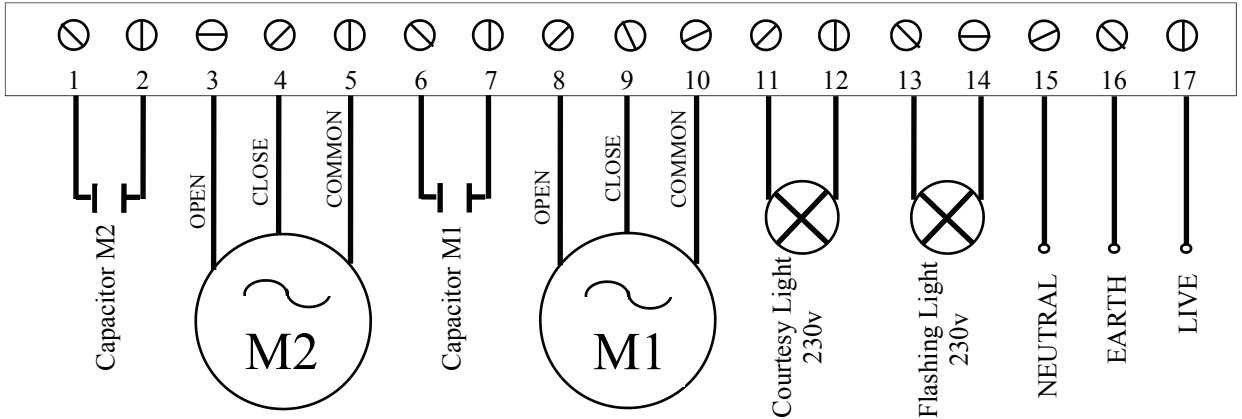 1 2 3 4 5 6 7 8 9 10 11 12 13 14 15 16 17
Capacitor M2
OPEN
CLOSE
COMMON
M2
Capacitor M1
OPEN
CLOSE
COMMON
M1
Courtesy Light
230v
Flashing Light
230v
NEUTRAL
EARTH
LIVE